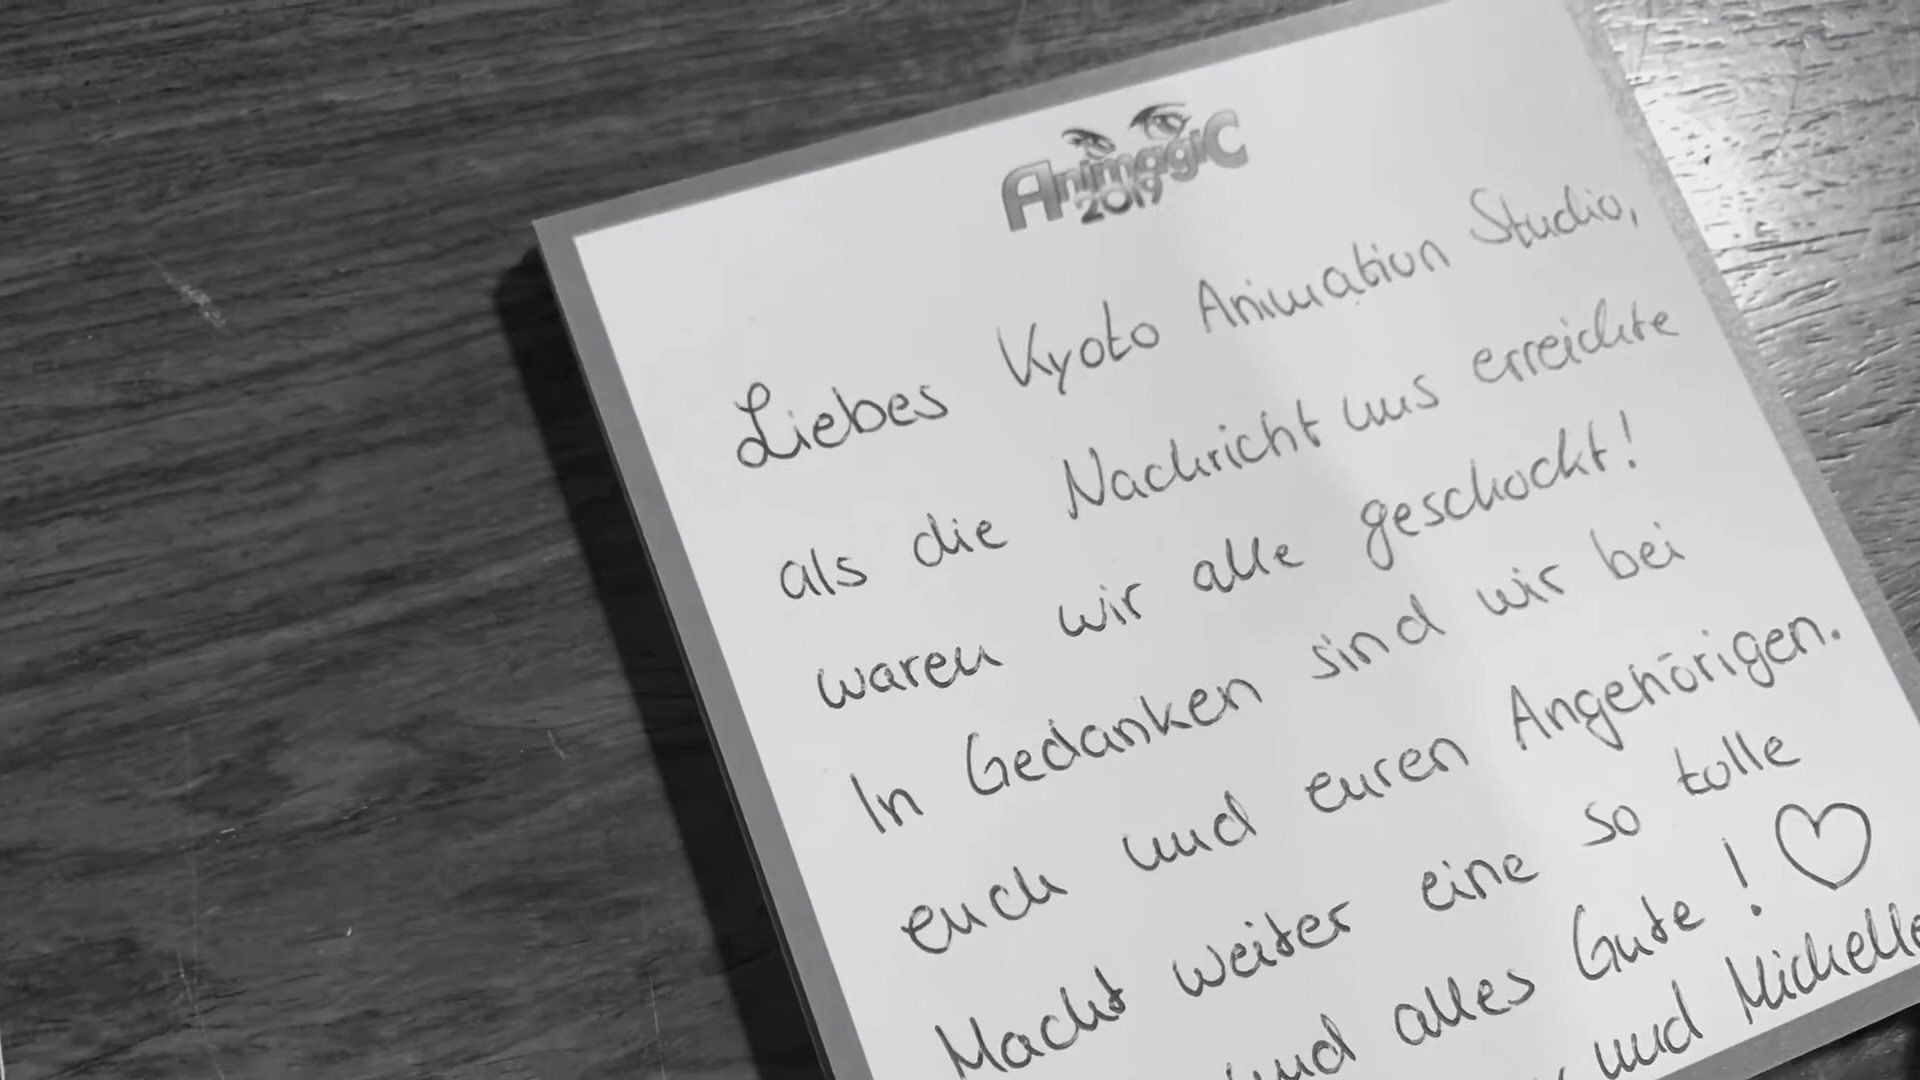 AnimagiC
2019
Liebes Kyoto Animation Studio,
als die Nachricht uns erreichte
waren wir alle geschockt!
In Gedanken sind wir bei
euch und euren Angehörigen.
Macht weiter eine so tolle
und alles Gute! ♡
und Michelle